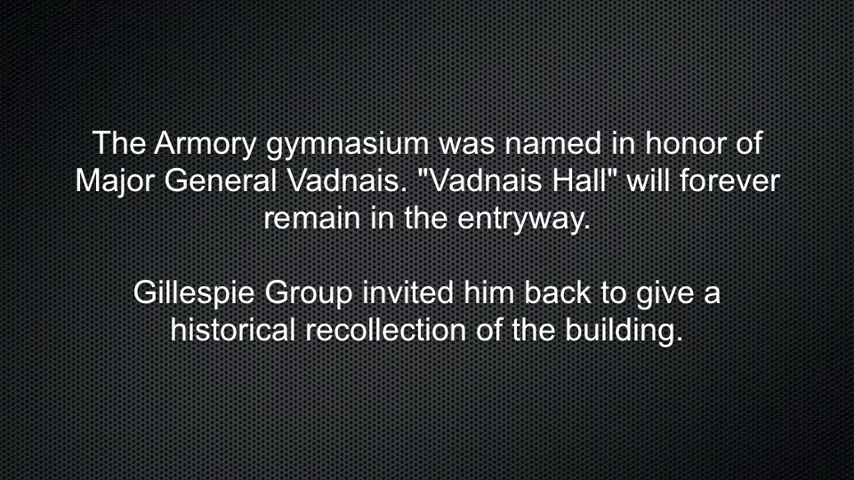 The Armory gymnasium was named in honor of
Major General Vadnais. "Vadnais Hall" will forever
remain in the entryway.
Gillespie Group invited him back to give a
historical recollection of the building.